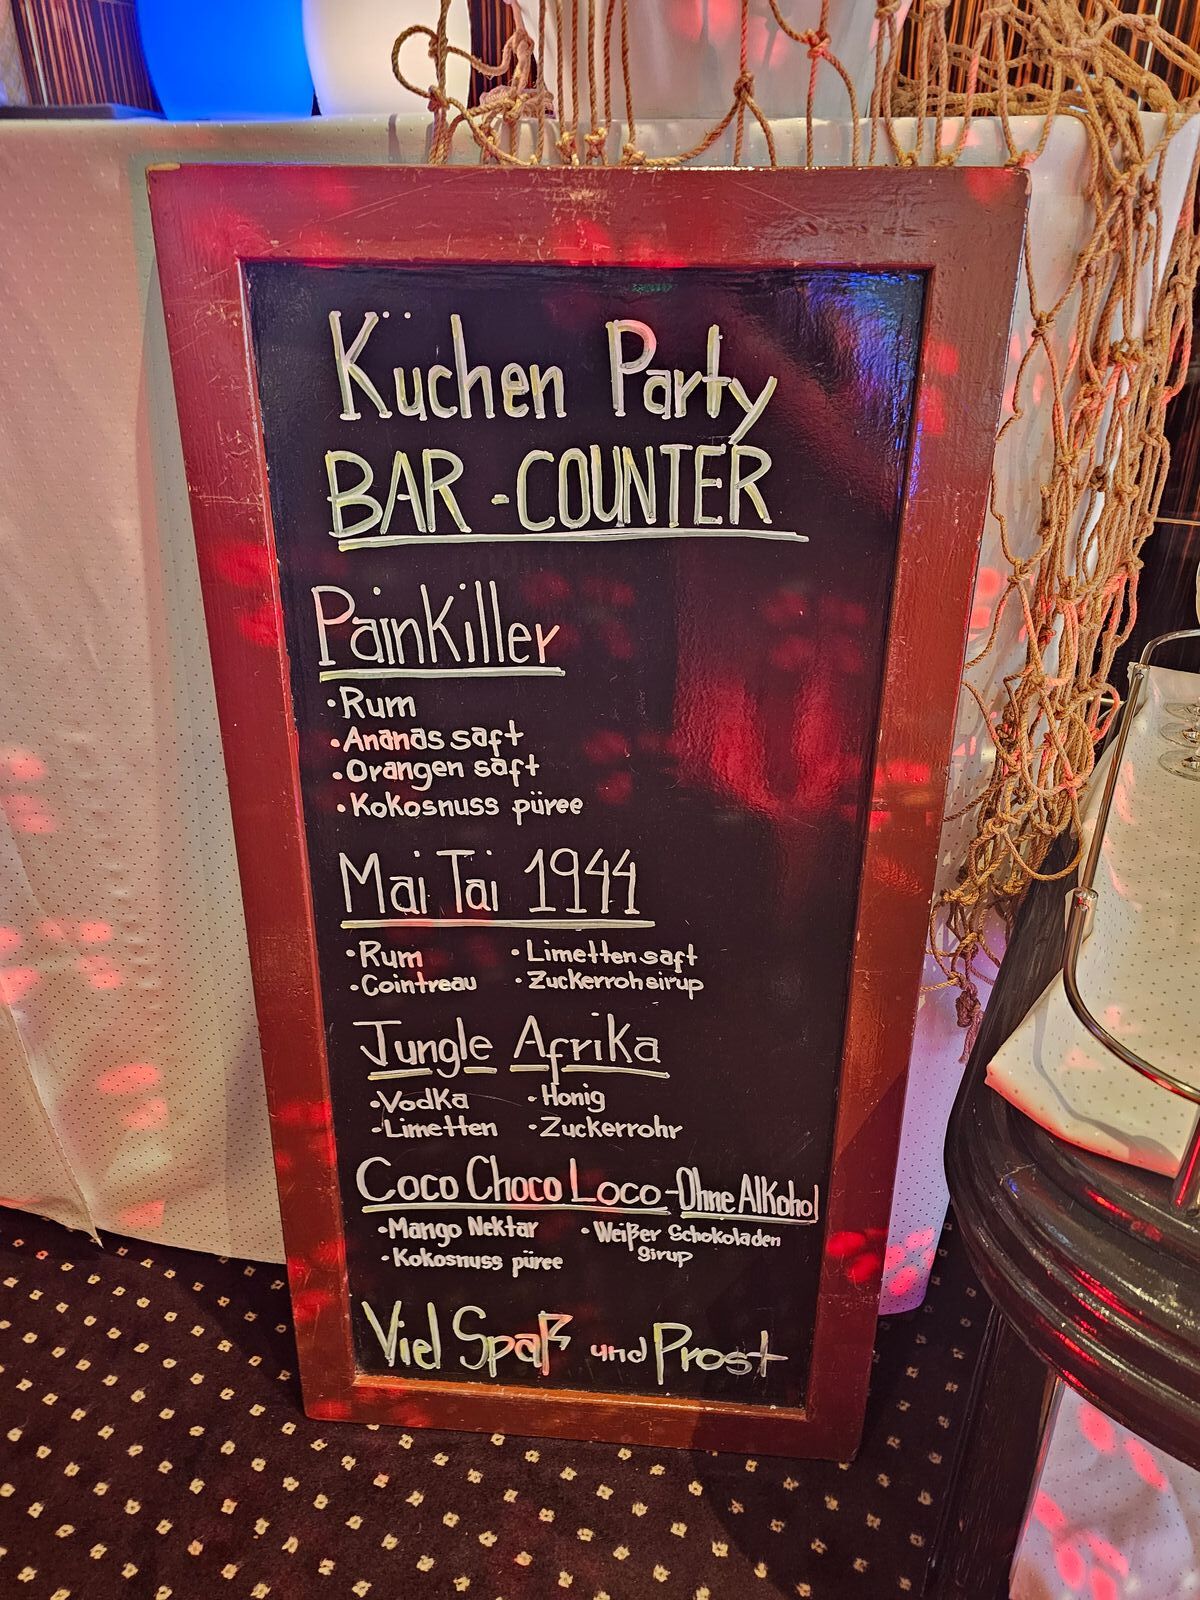 Küchen Party
BAR-COUNTER
Painkiller
• Rum
• Ananas saft
• Orangen saft
• Kokosnuss püree
Mai Tai 1944
• Rum
• Cointreau
• Limetten saft
• Zuckerrohsirup
Jungle Afrika
• Vodka
• Limetten
• Honig
• Zuckerrohr
Coco Choco Loco-Ohne Alkohol
• Mango Nektar
• Kokosnuss püree
• Weißer Schokoladen
Sirup
Viel Spaß und Prost